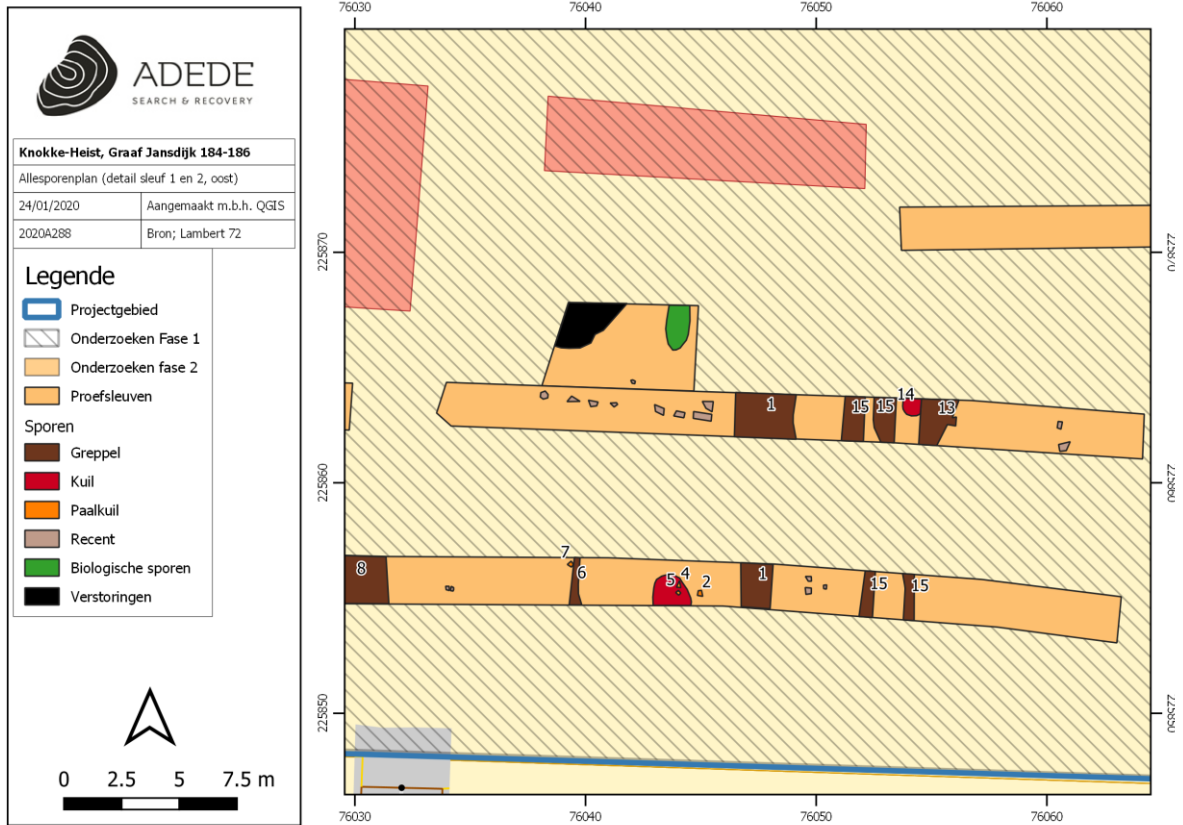 ADEDE
SEARCH & RECOVERY
Knokke-Heist, Graaf Jansdijk 184-186
Allesporenplan (detail sleuf 1 en 2, oost)
24/01/2020 Aangemaakt m.b.h. QGIS
2020A288 Bron; Lambert 72
Legende
Projectgebied
Onderzoeken Fase 1
Onderzoeken fase 2
Proefsleuven
Sporen
Greppel
Kuil
Paalkuil
Recent
Biologische sporen
Verstoringen
0 2.5 5 7.5 m
76030 76040 76050 76060
225870 225870
1 15 15 14 13
225860 225860
8 7 6 5 4 2 1 15 15
225850 225850
76030 76040 76050 76060